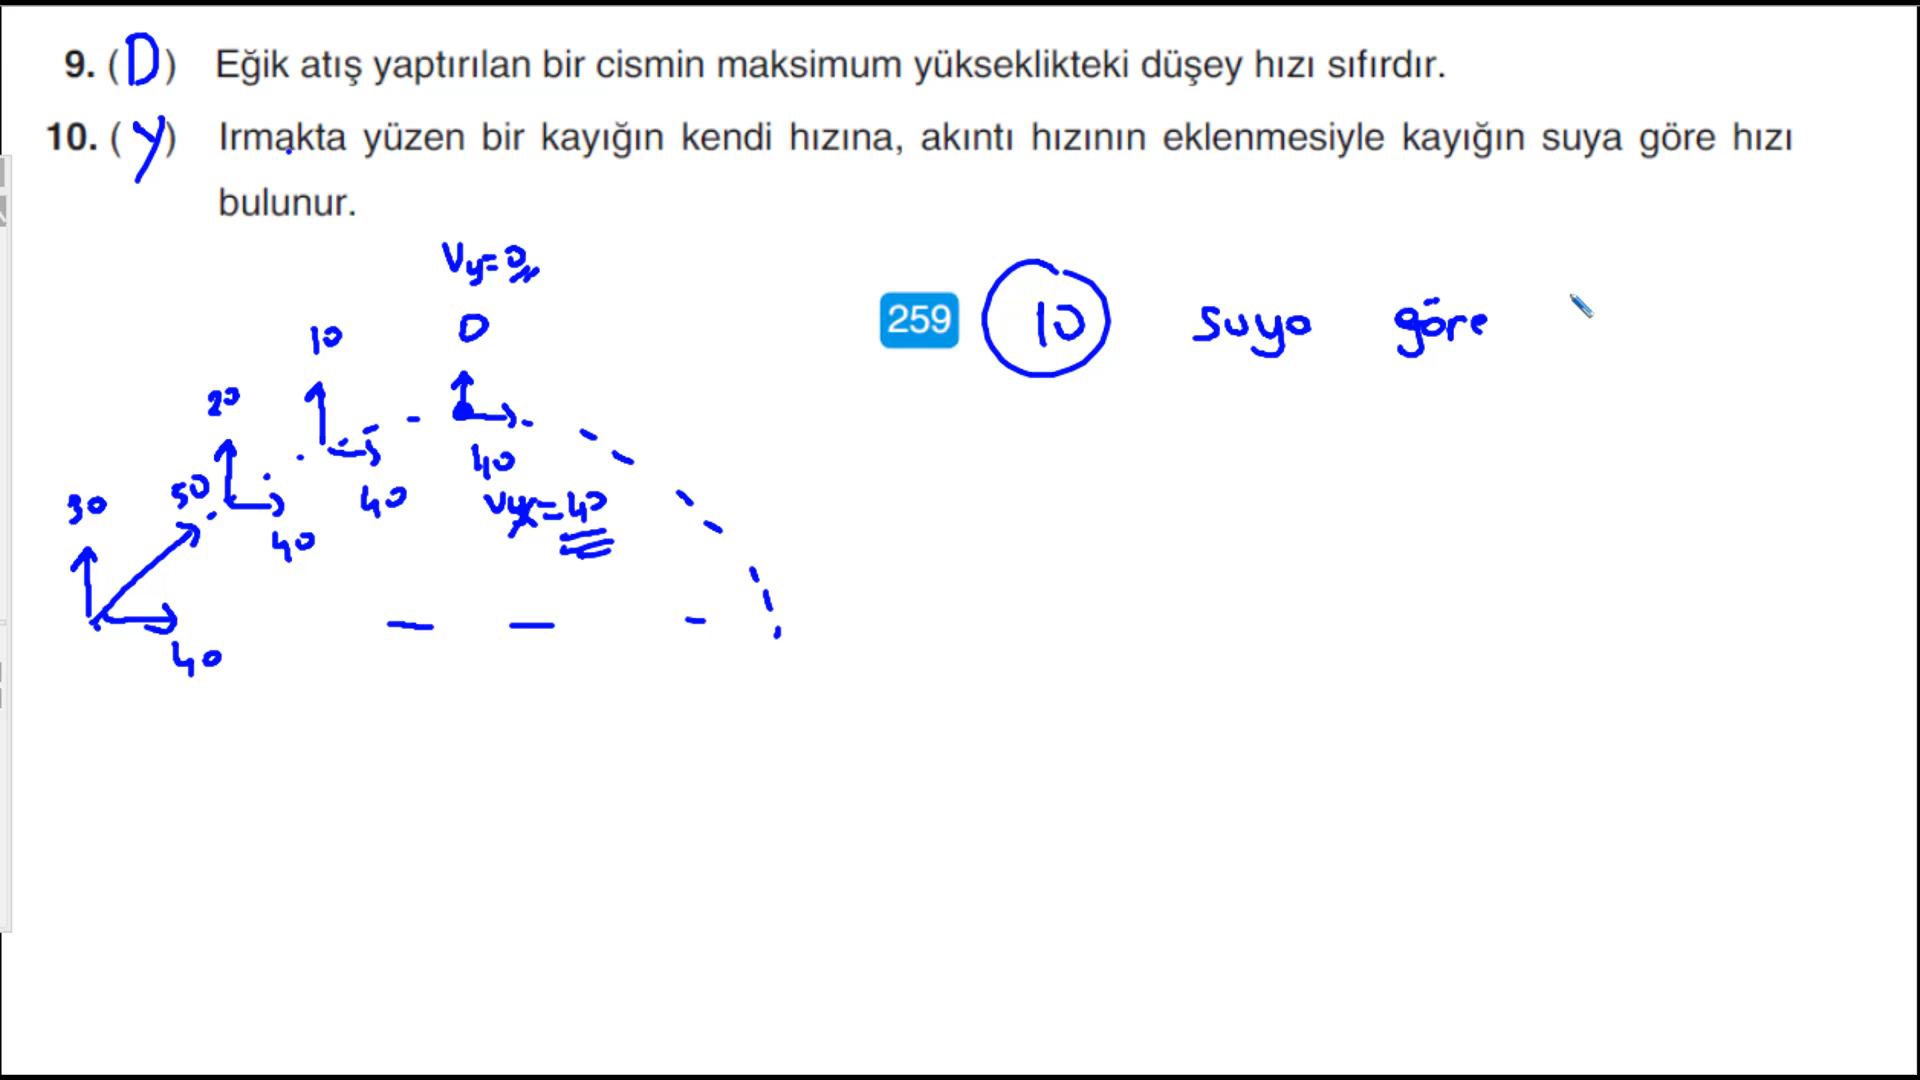 9. (D) Eğik atış yaptırılan bir cismin maksimum yükseklikteki düşey hızı sıfırdır.
10. (Y) Irmakta yüzen bir kayığın kendi hızına, akıntı hızının eklenmesiyle kayığın suya göre hızı
bulunur.
Vy=0
259 10 suya göre
10 0
20
40
50 40 Vx=40
30 40
40